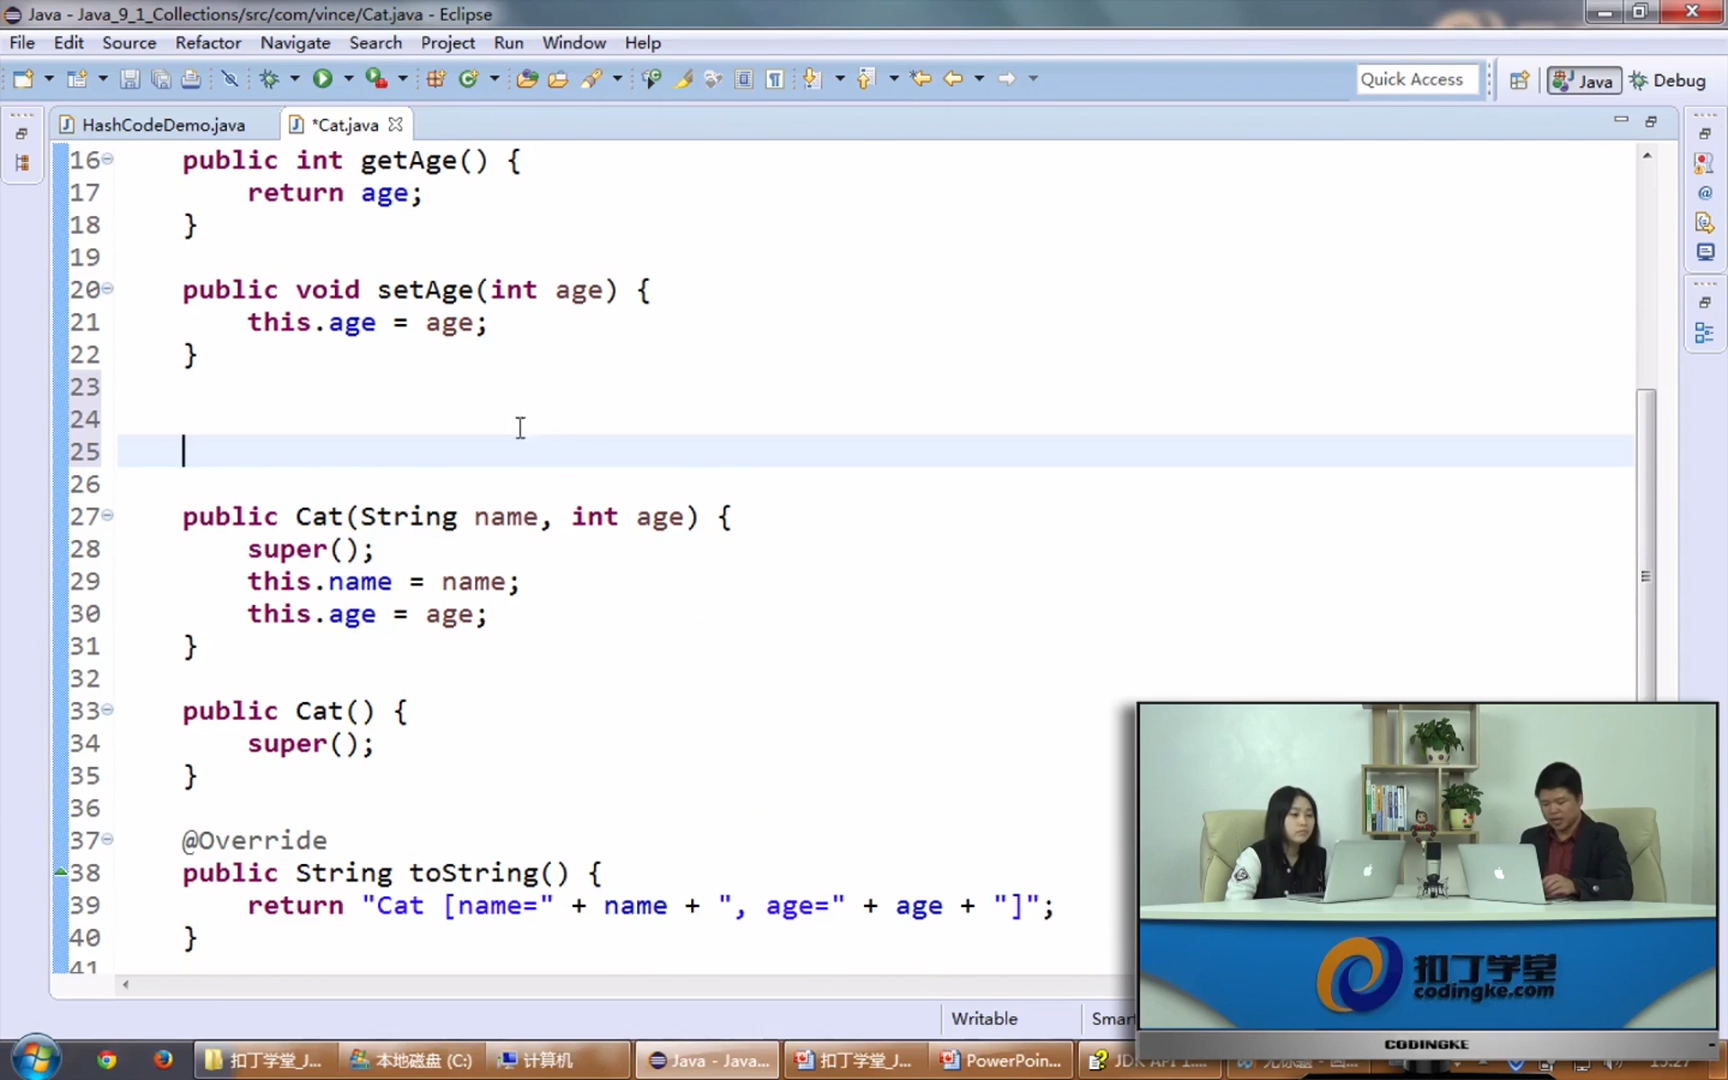 Java - Java_9_1_Collections/src/com/vince/Cat.java - Eclipse
File Edit Source Refactor Navigate Search Project Run Window Help
Quick Access Java Debug
HashCodeDemo.java *Cat.java
16 public int getAge() {
17 return age;
18 }
19
20 public void setAge(int age) {
21 this.age = age;
22 }
23
24
25
26
27 public Cat(String name, int age) {
28 super();
29 this.name = name;
30 this.age = age;
31 }
32
33 public Cat() {
34 super();
35 }
36
37 @Override
38 public String toString() {
39 return "Cat [name=" + name + ", age=" + age + "]";
40 }
41
扣丁学堂
codingke.com
Writable Smar
CODINGKE
扣丁学堂_J... 本地磁盘 (C:) 计算机 Java - Java... 扣丁学堂_J... PowerPoin... JDK API 1...